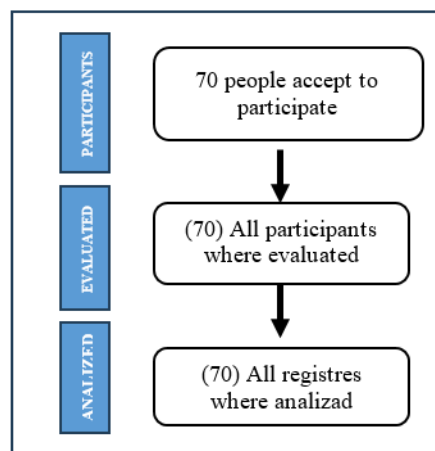 PARTICIPANTS
70 people accept to
participate
EVALUATED
(70) All participants
where evaluated
ANALIZED
(70) All registres
where analizad